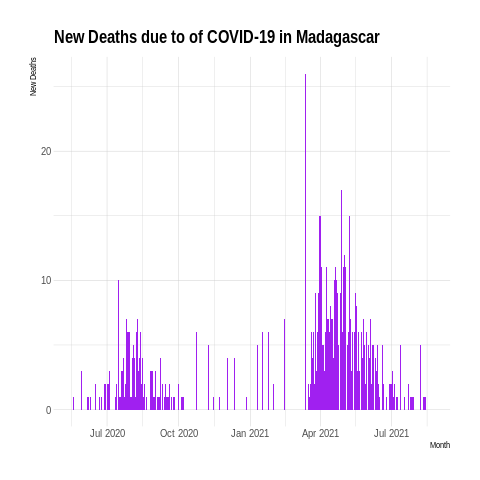 New Deaths due to of COVID-19 in Madagascar
New Deaths
20
10
0
Jul 2020 Oct 2020 Jan 2021 Apr 2021 Jul 2021
Month